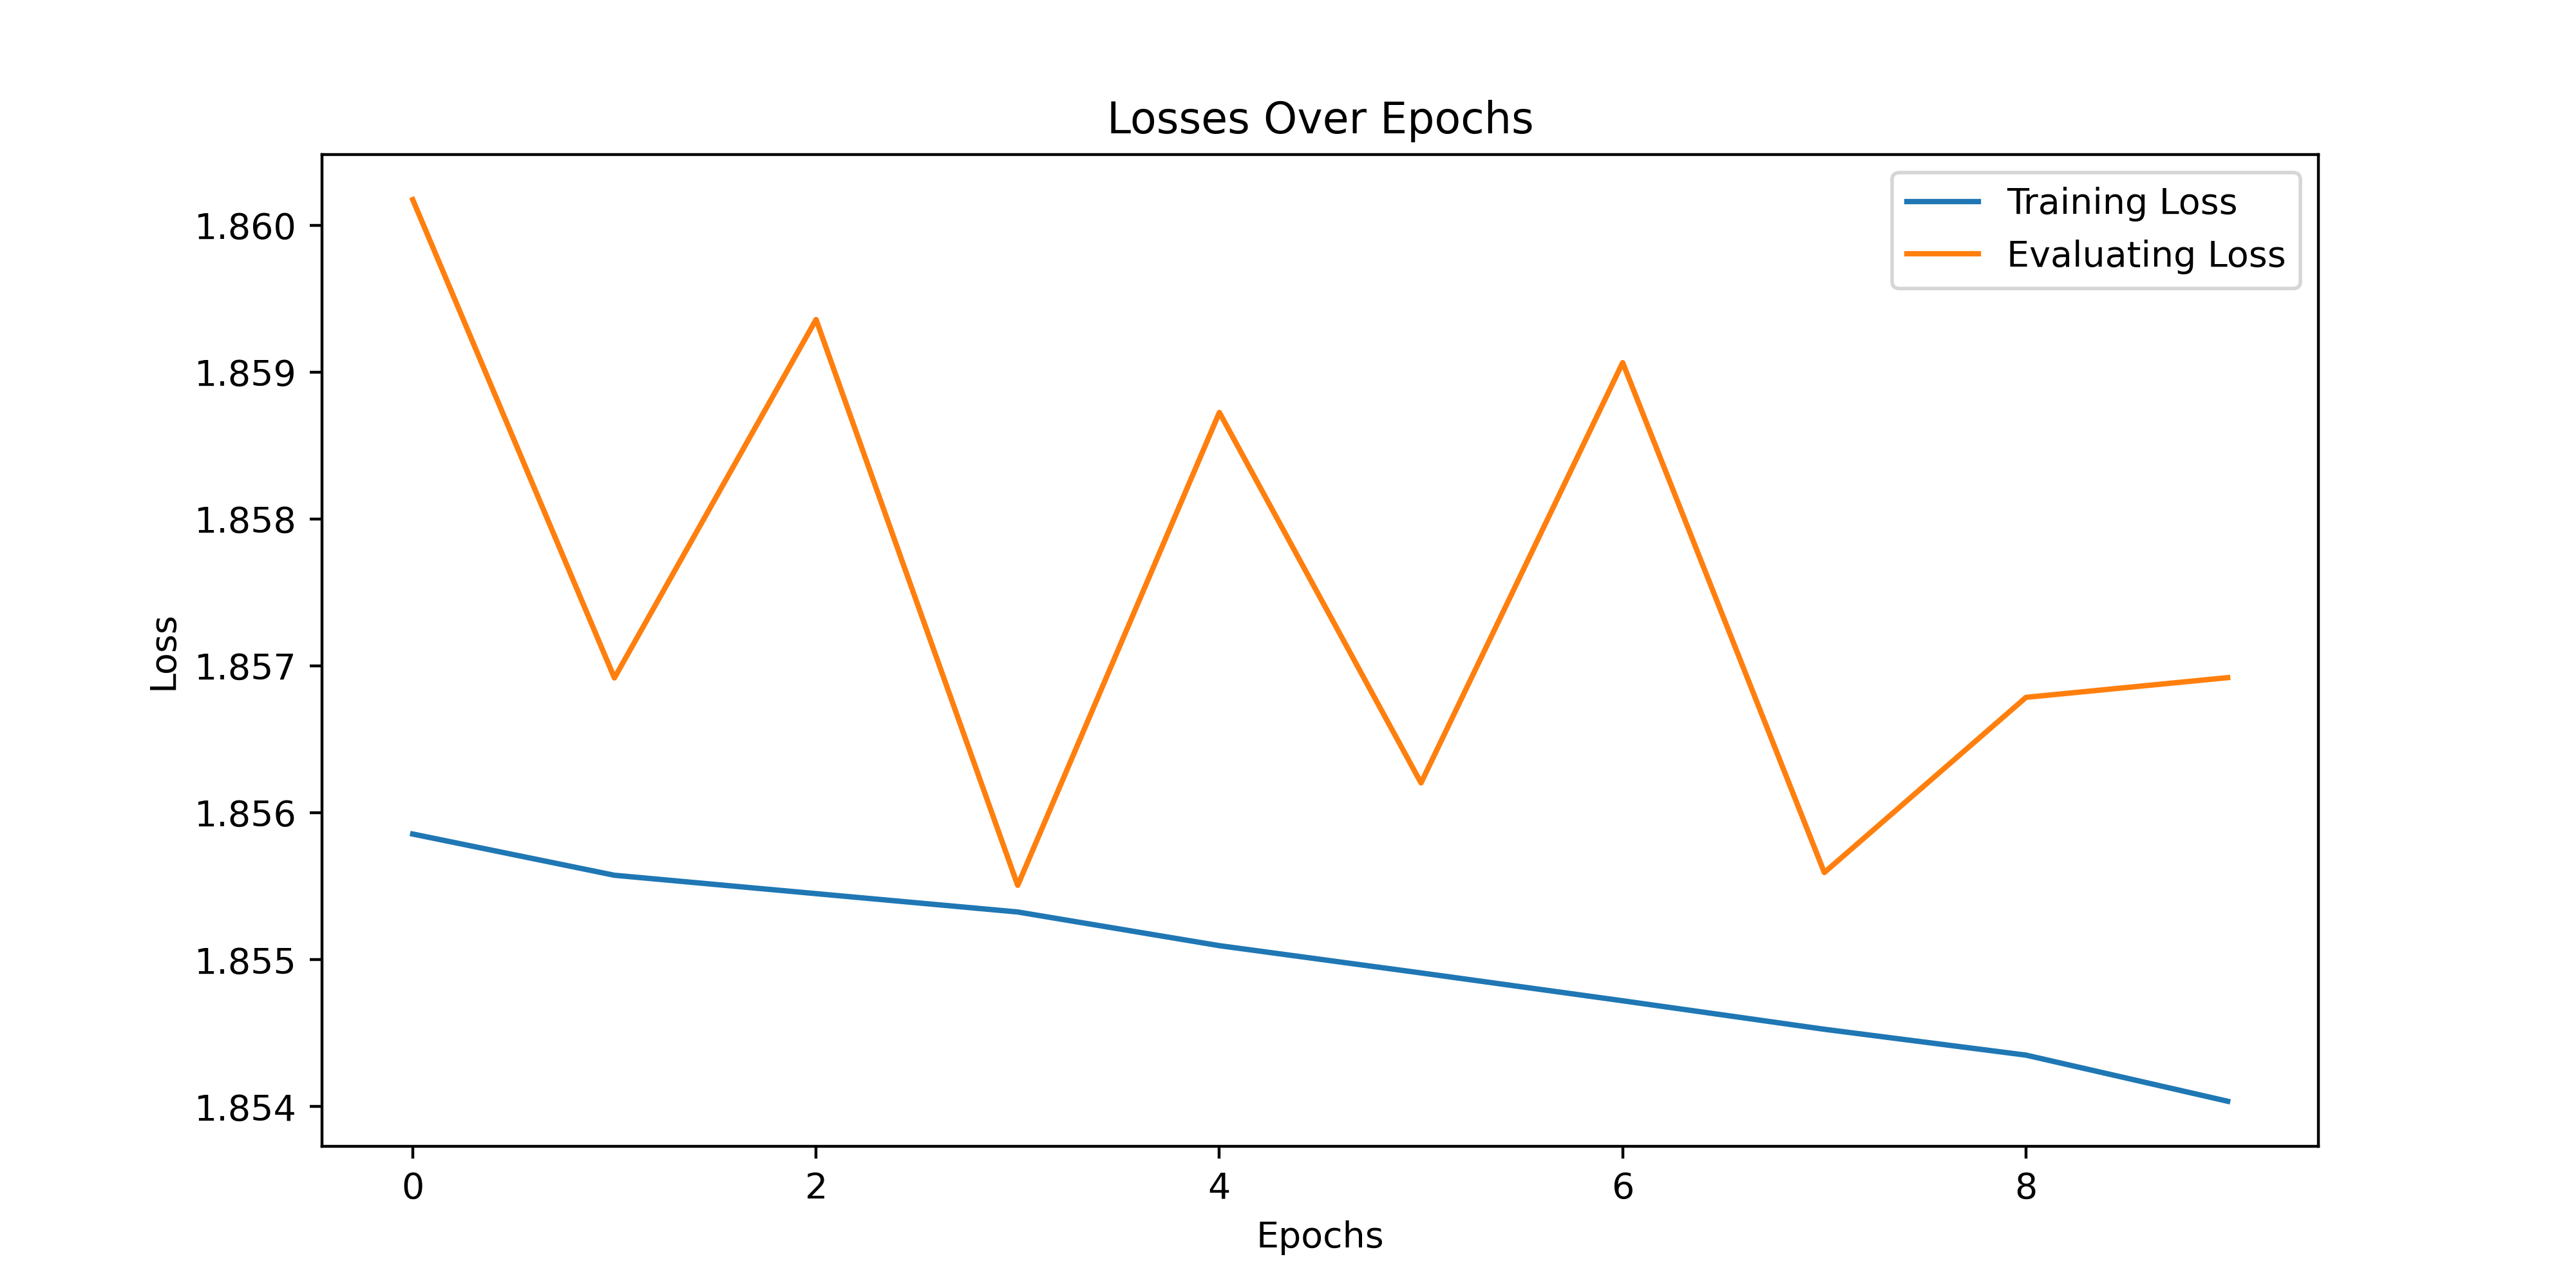 Losses Over Epochs
Training Loss
Evaluating Loss
1.860
1.859
1.858
1.857
1.856
1.855
1.854
Loss
0 2 4 6 8
Epochs